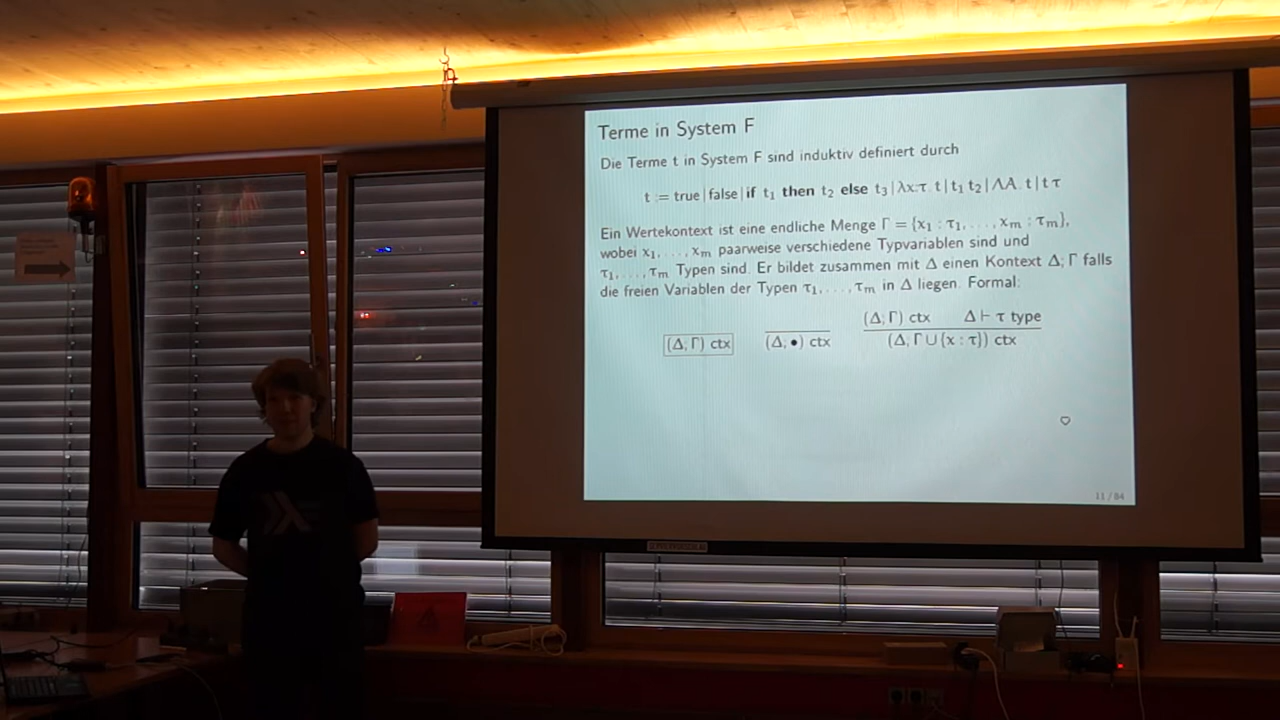 Terme in System F
Die Terme t in System F sind induktiv definiert durch
t := true | false | if t₁ then t₂ else t₃ | λx:τ. t | t₁ t₂ | ΛA. t | t τ
Ein Wertekontext ist eine endliche Menge Γ = {x₁ : τ₁, . . . , xₘ : τₘ},
wobei x₁, . . . , xₘ paarweise verschiedene Typvariablen sind und
τ₁, . . . , τₘ Typen sind. Er bildet zusammen mit Δ einen Kontext Δ; Γ falls
die freien Variablen der Typen τ₁, . . . , τₘ in Δ liegen. Formal:
(Δ; Γ) ctx Δ ⊢ τ type
(Δ; Γ) ctx (Δ; •) ctx (Δ; Γ ∪ {x : τ}) ctx
11 / 84